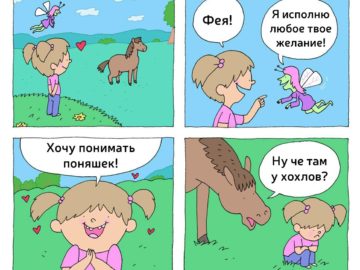 Фея!
Я исполню
любое твое
желание!
Хочу понимать
поняшек!
Ну че там
у хохлов?